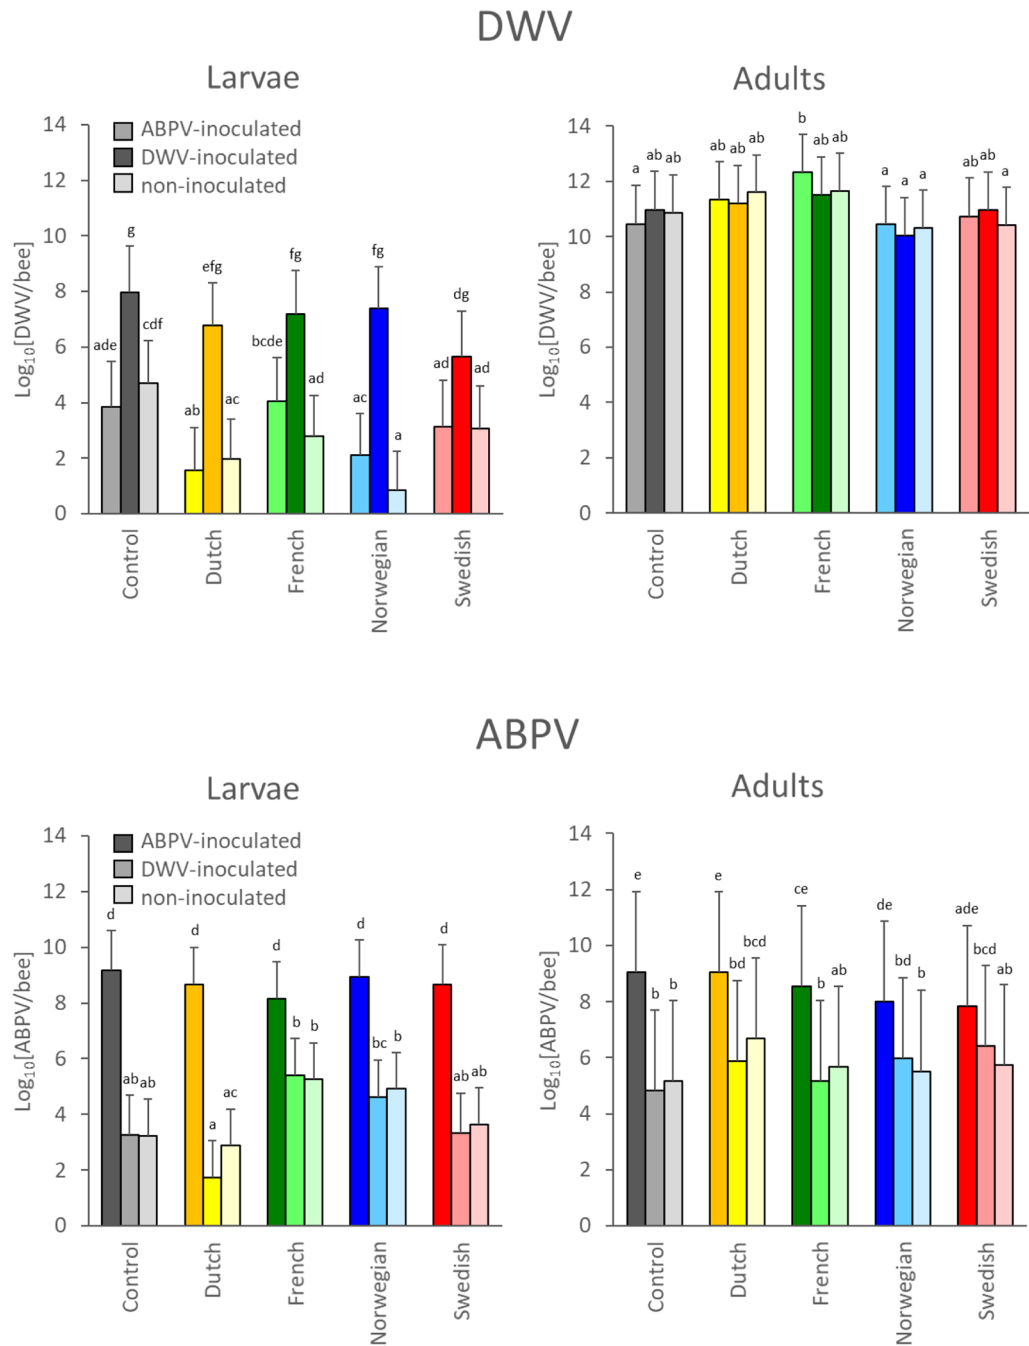 DWV
Larvae
ABPV-inoculated
DWV-inoculated
non-inoculated
Log10[DWV/bee]
14
12
10
8
6
4
2
0
ade g cdf
ab efg ac
bcde fg ad
ac fg a
ad dg ad
Control Dutch French Norwegian Swedish
Adults
Log10[DWV/bee]
14
12
10
8
6
4
2
0
a ab ab
ab ab ab
b ab ab
a a a
ab ab a
Control Dutch French Norwegian Swedish
ABPV
Larvae
ABPV-inoculated
DWV-inoculated
non-inoculated
Log10[ABPV/bee]
14
12
10
8
6
4
2
0
d ab ab
d a ac
d b b
d bc b
d ab ab
Control Dutch French Norwegian Swedish
Adults
Log10[ABPV/bee]
14
12
10
8
6
4
2
0
e b b
e bd bcd
ce b ab
de bd b
ade bcd ab
Control Dutch French Norwegian Swedish